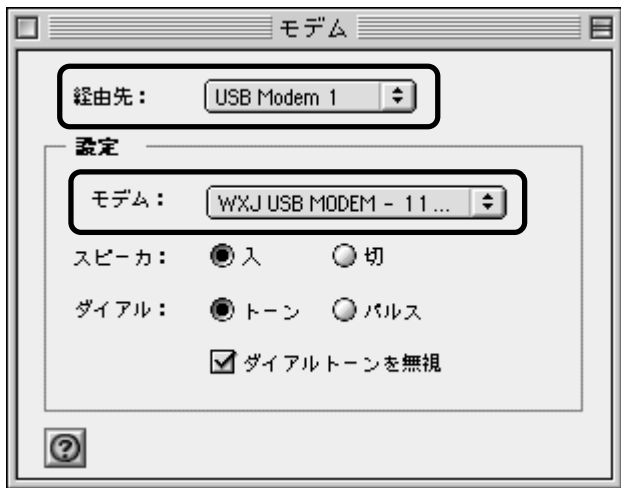 モデム
経由先： USB Modem 1
設定
モデム： WXJ USB MODEM - 11...
スピーカ： 入 切
ダイアル： トーン パルス
ダイアルトーンを無視
?